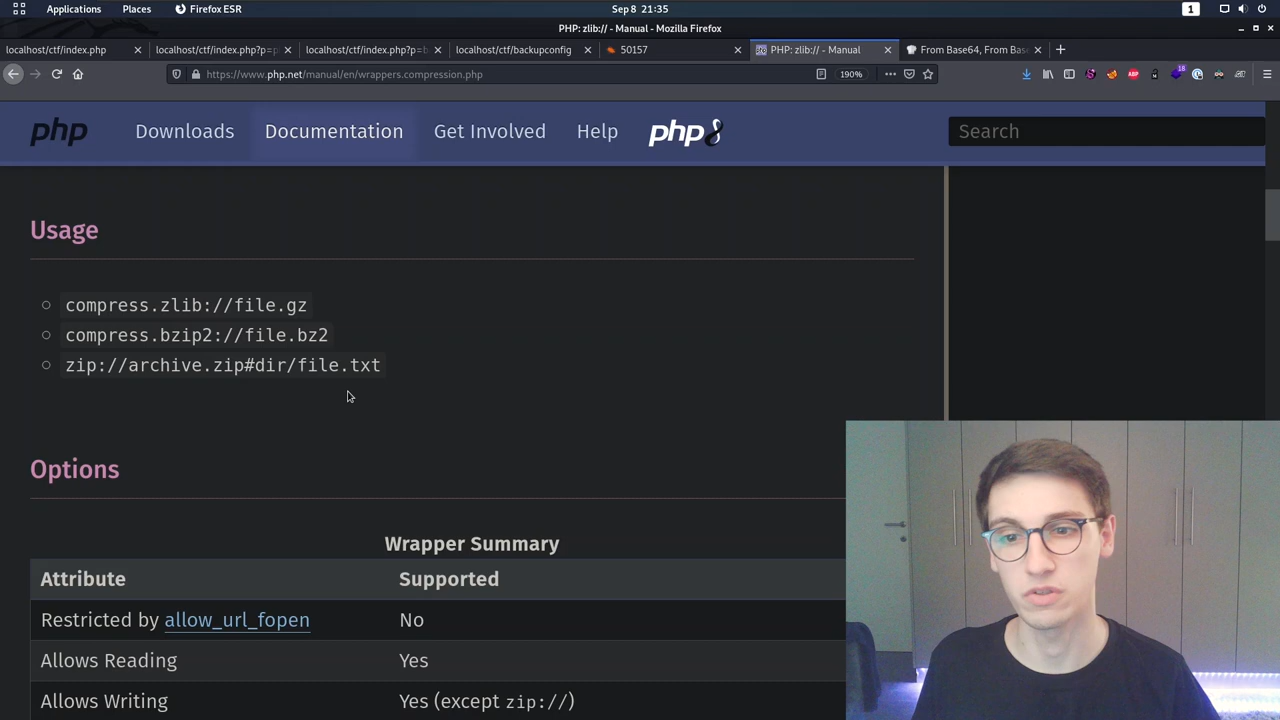 Applications Places Firefox ESR Sep 8 21:35 1
PHP: zlib:// - Manual - Mozilla Firefox
localhost/ctf/index.php localhost/ctf/index.php?p=p localhost/ctf/index.php?p=b localhost/ctf/backupconfig 50157 PHP: zlib:// - Manual From Base64, From Bas
https://www.php.net/manual/en/wrappers.compression.php 190% ABP 18
php Downloads Documentation Get Involved Help php8 Search
Usage
compress.zlib://file.gz
compress.bzip2://file.bz2
zip://archive.zip#dir/file.txt
Options
Wrapper Summary
Attribute Supported
Restricted by allow_url_fopen No
Allows Reading Yes
Allows Writing Yes (except zip://)